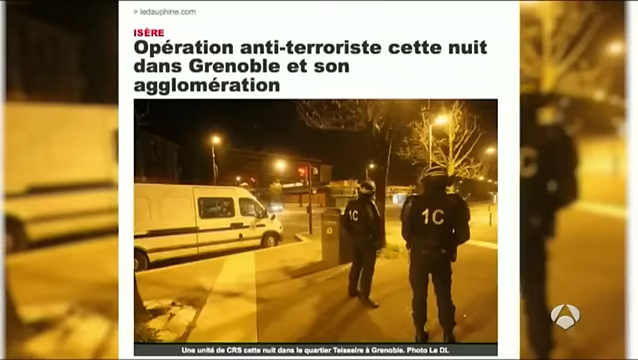 > ledauphine.com
ISÈRE
Opération anti-terroriste cette nuit
dans Grenoble et son
agglomération
1C
1C
Une unité de CRS cette nuit dans le quartier Teisseire à Grenoble. Photo Le DL